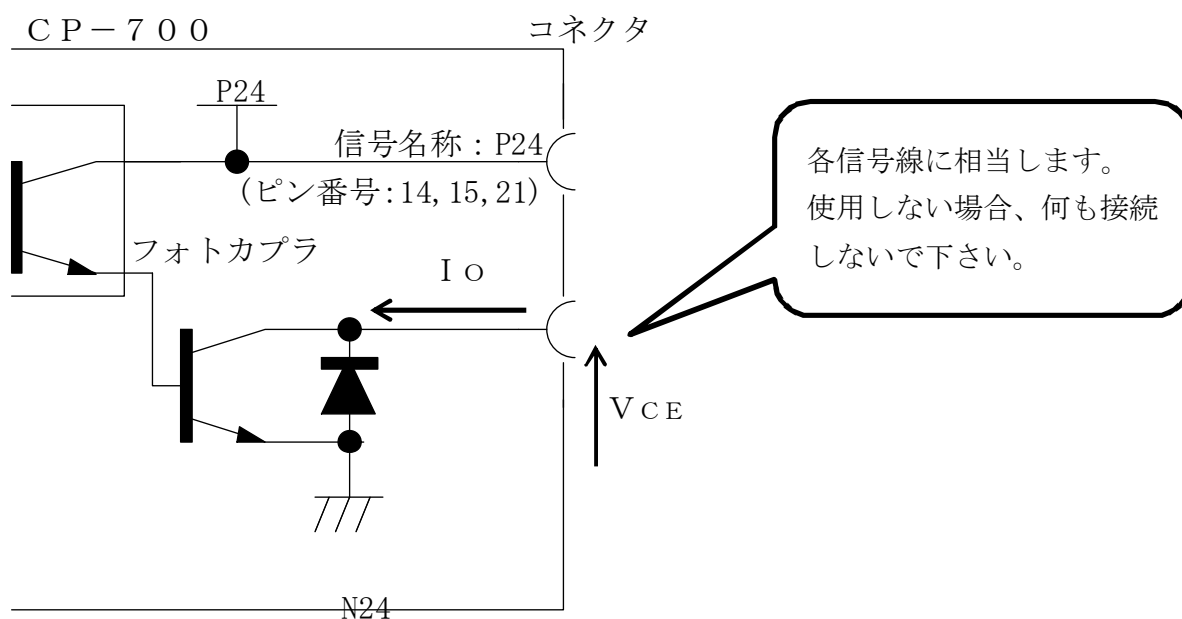 CP−700
コネクタ
P24
信号名称：P24
(ピン番号:14,15,21)
フォトカプラ
IO
VCE
N24
各信号線に相当します。
使用しない場合、何も接続
しないで下さい。